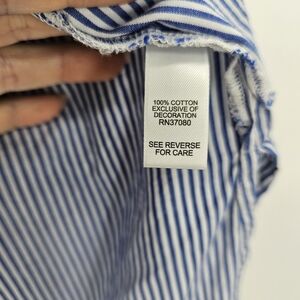 100% COTTON
EXCLUSIVE OF
DECORATION
RN37080
SEE REVERSE
FOR CARE